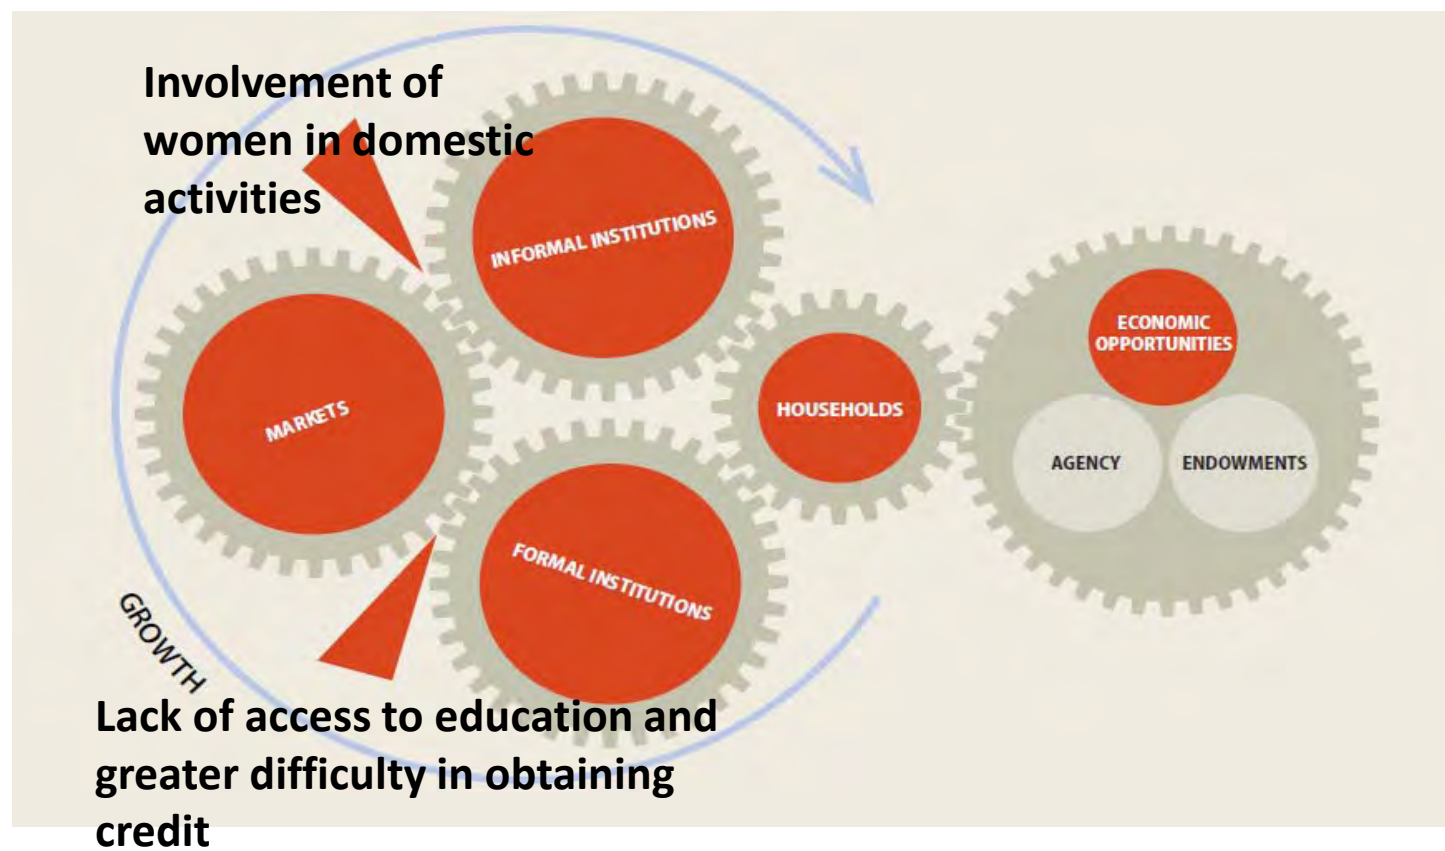 Involvement of
women in domestic
activities
INFORMAL INSTITUTIONS
ECONOMIC
OPPORTUNITIES
MARKETS
HOUSEHOLDS
AGENCY
ENDOWMENTS
FORMAL INSTITUTIONS
GROWTH
Lack of access to education and
greater difficulty in obtaining
credit